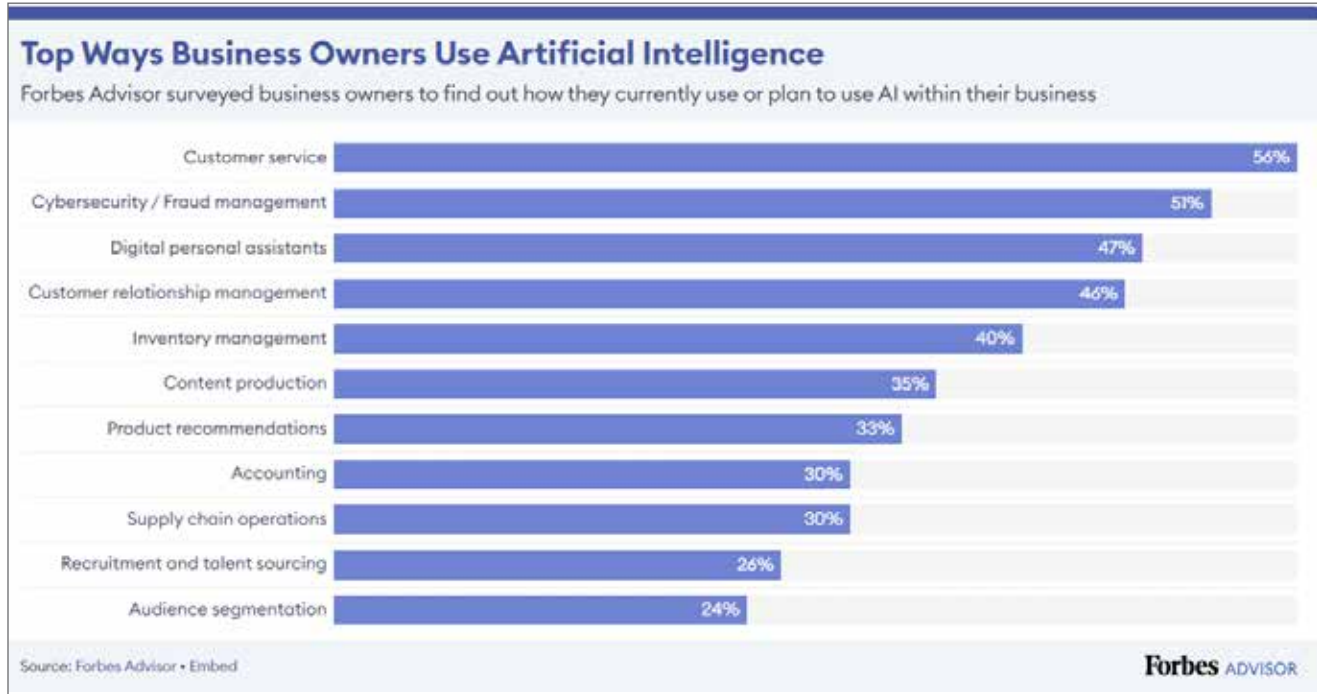 Top Ways Business Owners Use Artificial Intelligence
Forbes Advisor surveyed business owners to find out how they currently use or plan to use AI within their business
Customer service 56%
Cybersecurity / Fraud management 51%
Digital personal assistants 47%
Customer relationship management 46%
Inventory management 40%
Content production 35%
Product recommendations 33%
Accounting 30%
Supply chain operations 30%
Recruitment and talent sourcing 26%
Audience segmentation 24%
Source: Forbes Advisor • Embed
Forbes ADVISOR